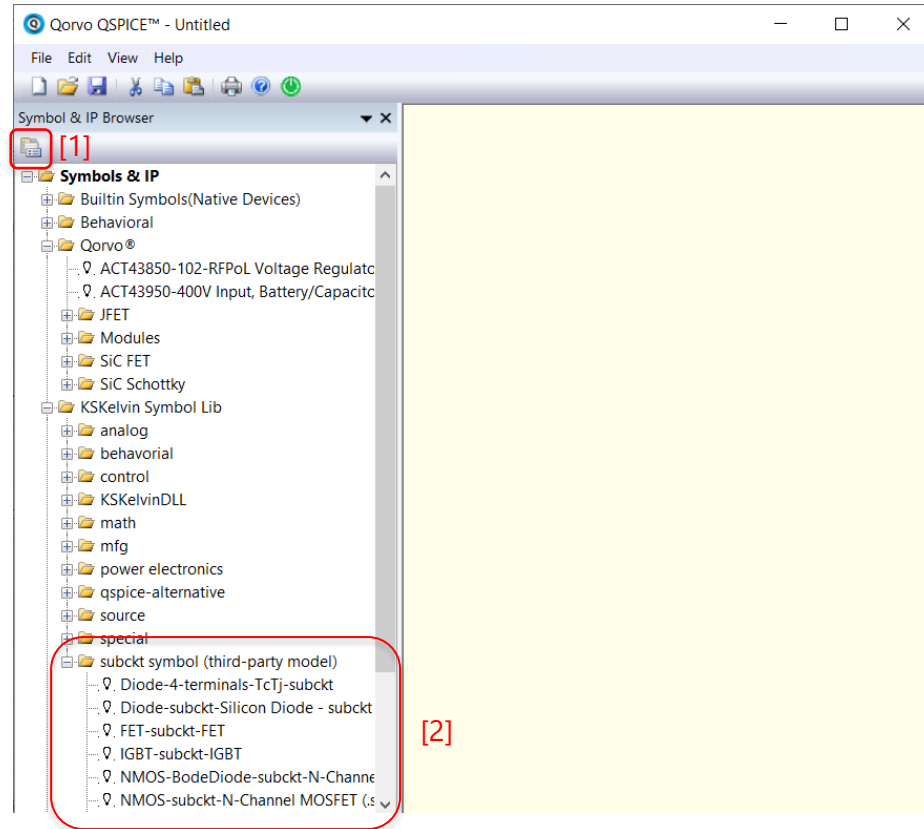 Qorvo QSPICE™ - Untitled
File Edit View Help
Symbol & IP Browser
[1]
Symbols & IP
Builtin Symbols(Native Devices)
Behavioral
Qorvo®
ACT43850-102-RFPoL Voltage Regulatc
ACT43950-400V Input, Battery/Capacitc
JFET
Modules
SiC FET
SiC Schottky
KSKelvin Symbol Lib
analog
behavorial
control
KSKelvinDLL
math
mfg
power electronics
qspice-alternative
source
special
subckt symbol (third-party model)
Diode-4-terminals-TcTj-subckt
Diode-subckt-Silicon Diode - subckt
FET-subckt-FET
[2]
IGBT-subckt-IGBT
NMOS-BodeDiode-subckt-N-Channe
NMOS-subckt-N-Channel MOSFET (.s